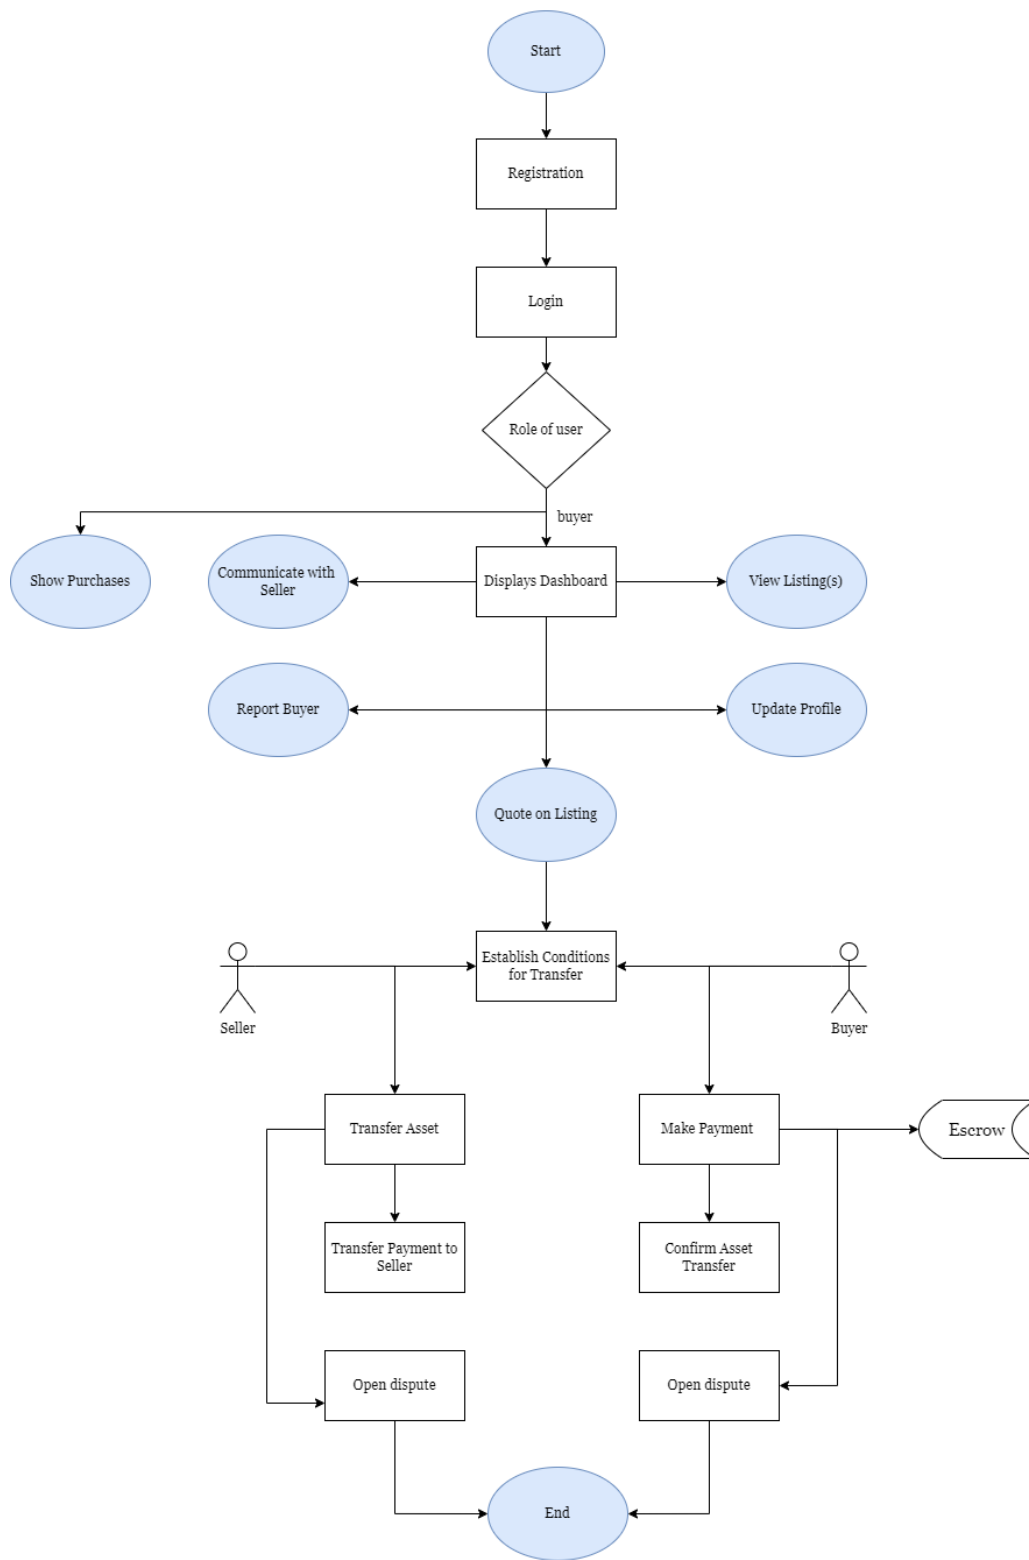 Start
Registration
Login
Role of user
buyer
Show Purchases
Communicate with
Seller
Displays Dashboard
View Listing(s)
Report Buyer
Update Profile
Quote on Listing
Establish Conditions
for Transfer
Seller
Buyer
Transfer Asset
Make Payment
Escrow
Transfer Payment to
Seller
Confirm Asset
Transfer
Open dispute
Open dispute
End